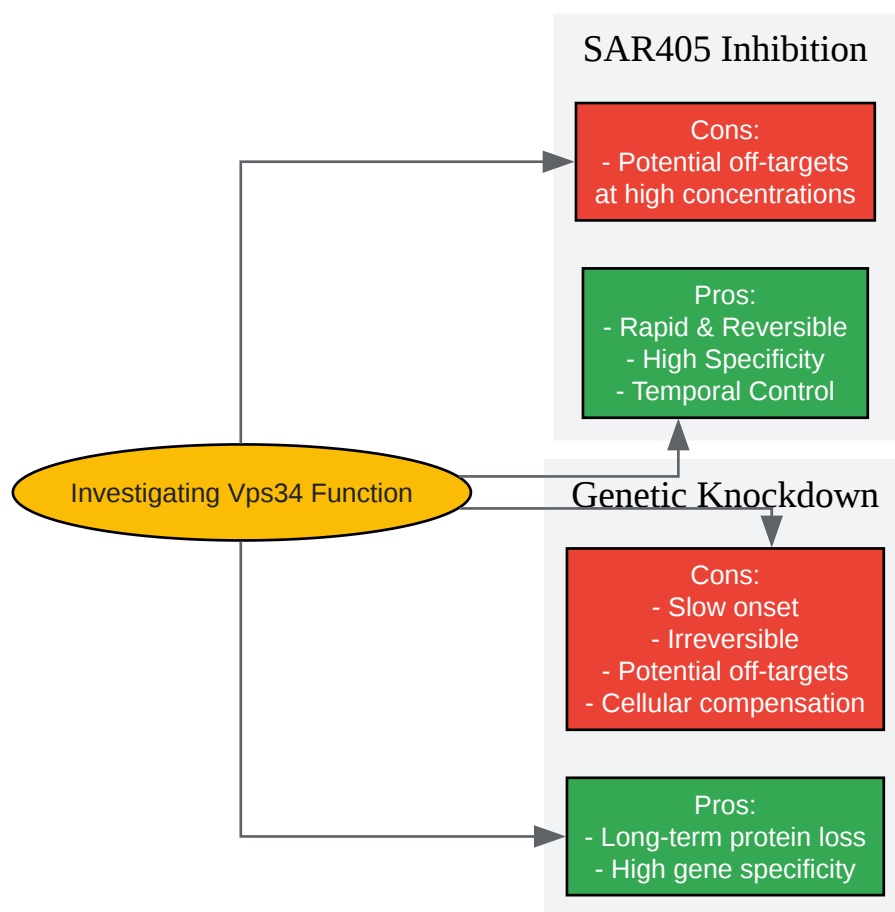 SAR405 Inhibition
Cons:
- Potential off-targets
at high concentrations
Pros:
- Rapid & Reversible
- High Specificity
- Temporal Control
Investigating Vps34 Function
Genetic Knockdown
Cons:
- Slow onset
- Irreversible
- Potential off-targets
- Cellular compensation
Pros:
- Long-term protein loss
- High gene specificity